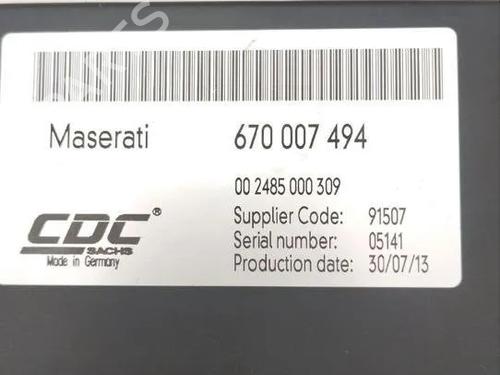 PARTS
Maserati 670 007 494
00 2485 000 309
Supplier Code: 91507
Serial number: 05141
Production date: 30/07/13
CDC®
SACHS
Made in Germany